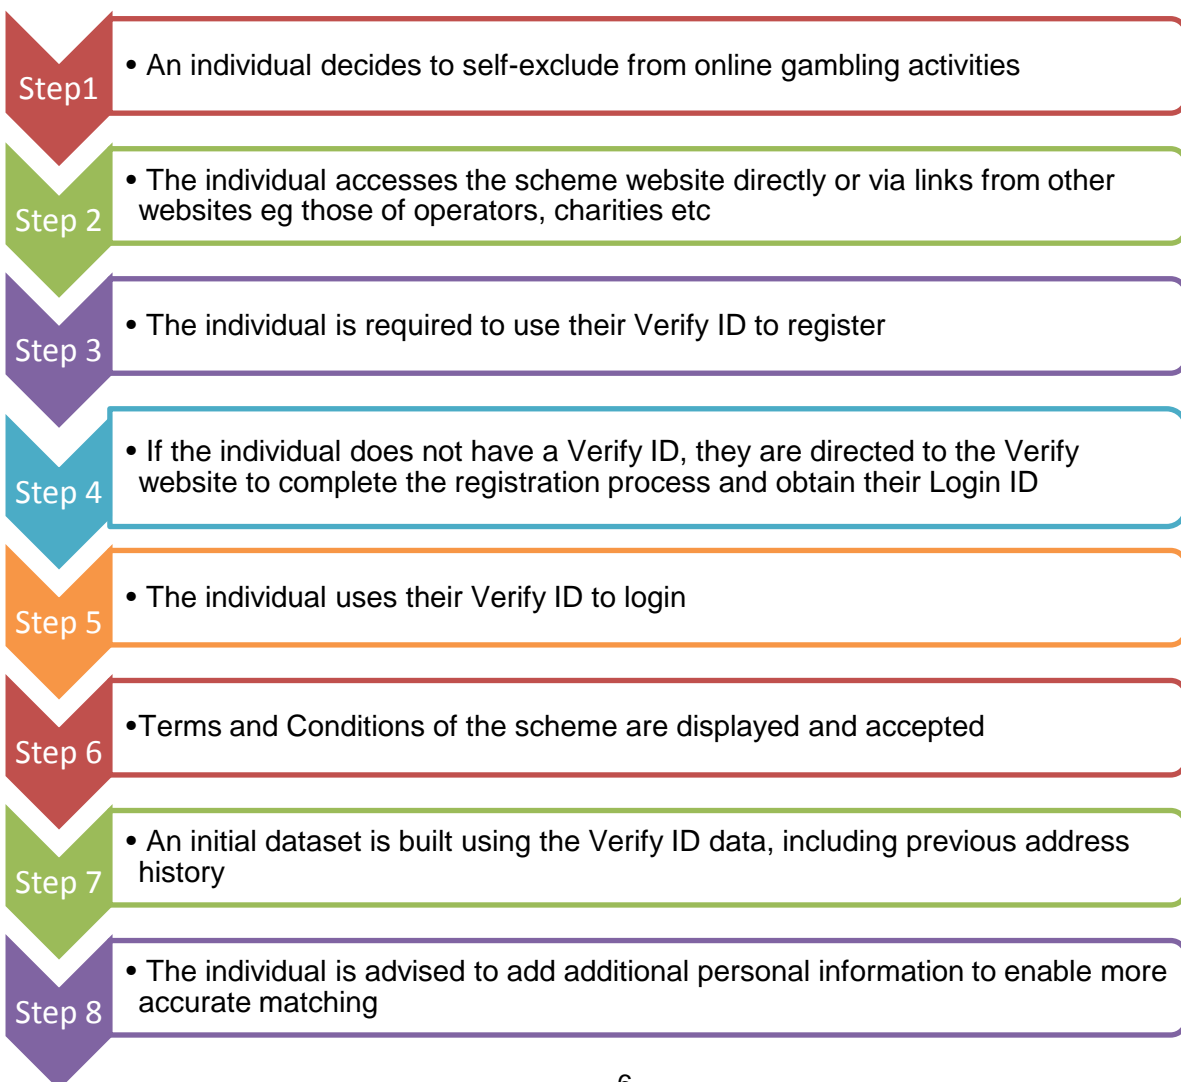 Step1
• An individual decides to self-exclude from online gambling activities
Step 2
• The individual accesses the scheme website directly or via links from other
websites eg those of operators, charities etc
Step 3
• The individual is required to use their Verify ID to register
Step 4
• If the individual does not have a Verify ID, they are directed to the Verify
website to complete the registration process and obtain their Login ID
Step 5
• The individual uses their Verify ID to login
Step 6
•Terms and Conditions of the scheme are displayed and accepted
Step 7
• An initial dataset is built using the Verify ID data, including previous address
history
Step 8
• The individual is advised to add additional personal information to enable more
accurate matching
6